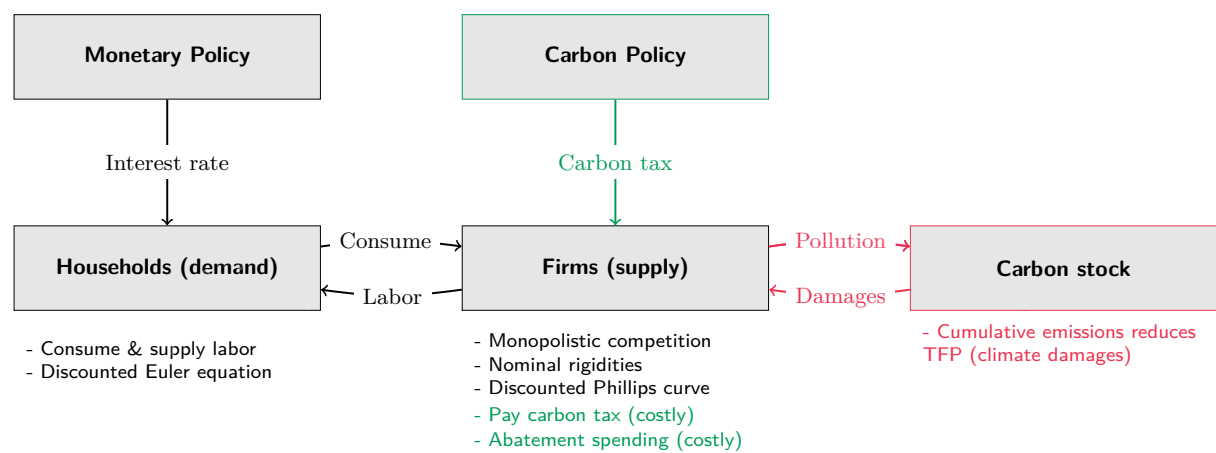 Monetary Policy
Carbon Policy
Interest rate
Carbon tax
Households (demand)
Consume
Labor
Firms (supply)
Pollution
Damages
Carbon stock
- Consume & supply labor
- Discounted Euler equation
- Monopolistic competition
- Nominal rigidities
- Discounted Phillips curve
- Pay carbon tax (costly)
- Abatement spending (costly)
- Cumulative emissions reduces
TFP (climate damages)